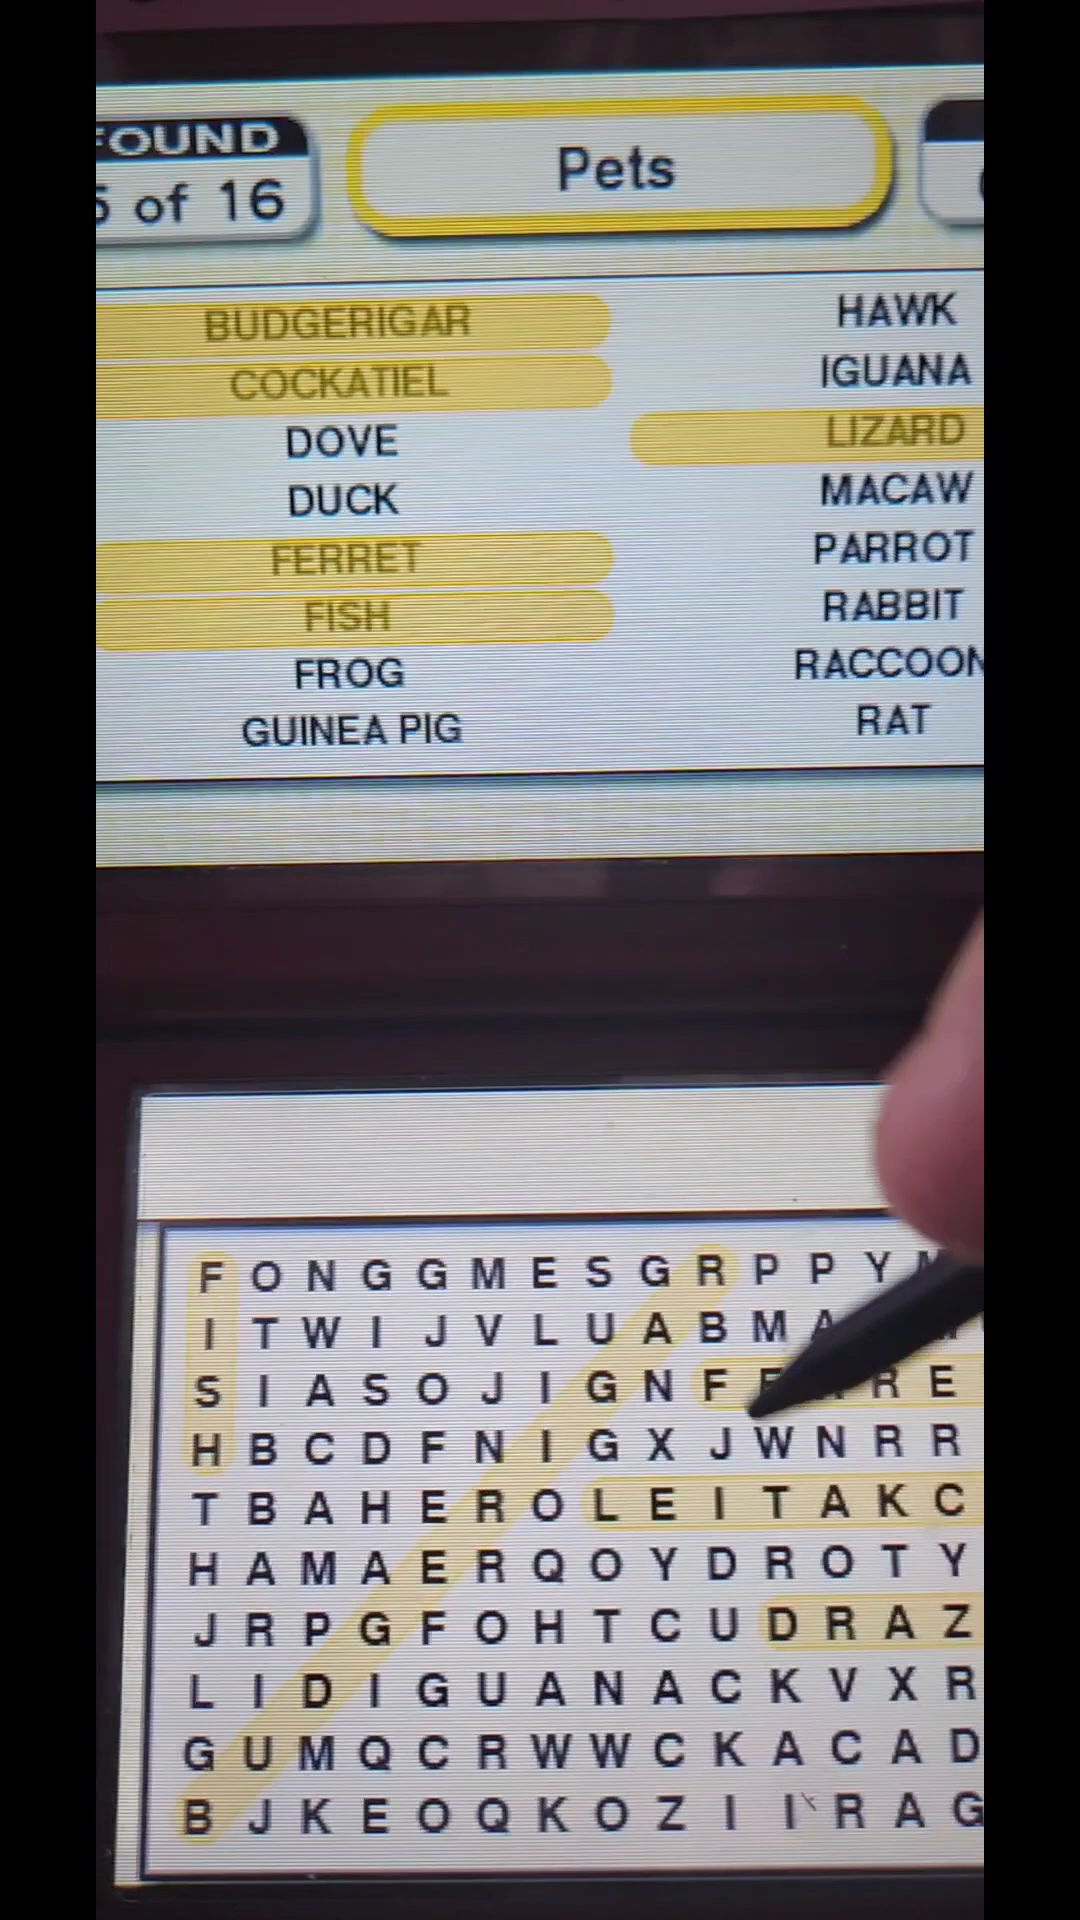 FOUND
5 of 16
Pets
BUDGERIGAR
COCKATIEL
DOVE
DUCK
FERRET
FISH
FROG
GUINEA PIG
HAWK
IGUANA
LIZARD
MACAW
PARROT
RABBIT
RACCOON
RAT
F O N G G M E S G R P P Y M
I T W I J V L U A B M A
S I A S O J I G N F E R R E
H B C D F N I G X J W N R R
T B A H E R O L E I T A K C
H A M A E R Q O Y D R O T Y
J R P G F O H T C U D R A Z
L I D I G U A N A C K V X R
G U M Q C R W W C K A C A D
B J K E O Q K O Z I I R A G